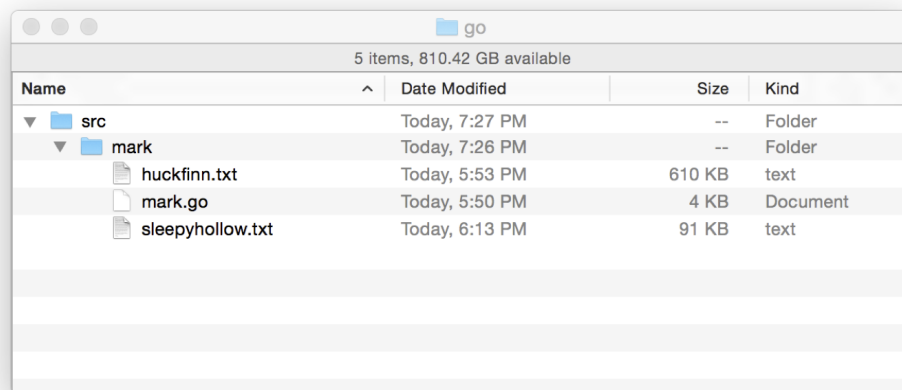 go
5 items, 810.42 GB available
Name Date Modified Size Kind
src Today, 7:27 PM -- Folder
mark Today, 7:26 PM -- Folder
huckfinn.txt Today, 5:53 PM 610 KB text
mark.go Today, 5:50 PM 4 KB Document
sleepyhollow.txt Today, 6:13 PM 91 KB text